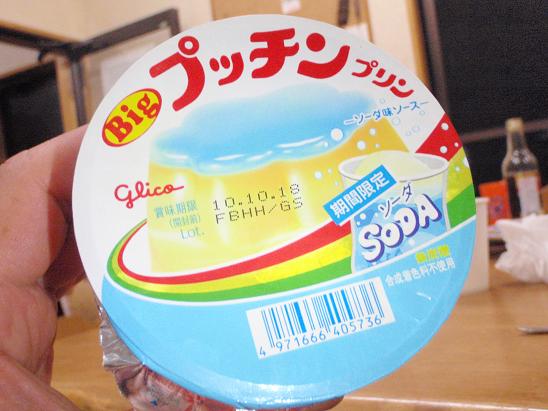 Big
プッチンプリン
ーソーダ味ソースー
Glico
賞味期限
(開封前)
Lot.
10.10.18
FBHH/GS
期間限定
ソーダ
SODA
合成着色料不使用
4 971666 405736